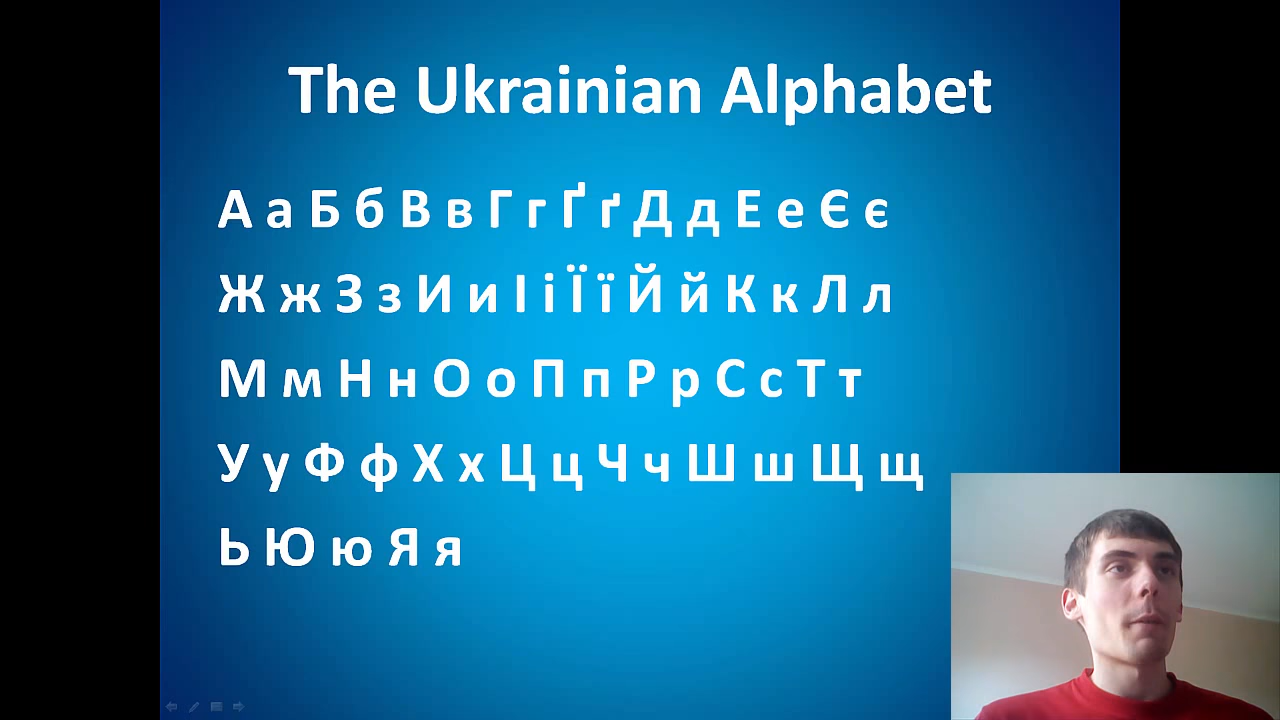 The Ukrainian Alphabet
А а Б б В в Г г Ґ ґ Д д Е е Є є
Ж ж З з И и І і Ї ї Й й К к Л л
М м Н н О о П п Р р С с Т т
У у Ф ф Х х Ц ц Ч ч Ш ш Щ щ
Ь Ю ю Я я